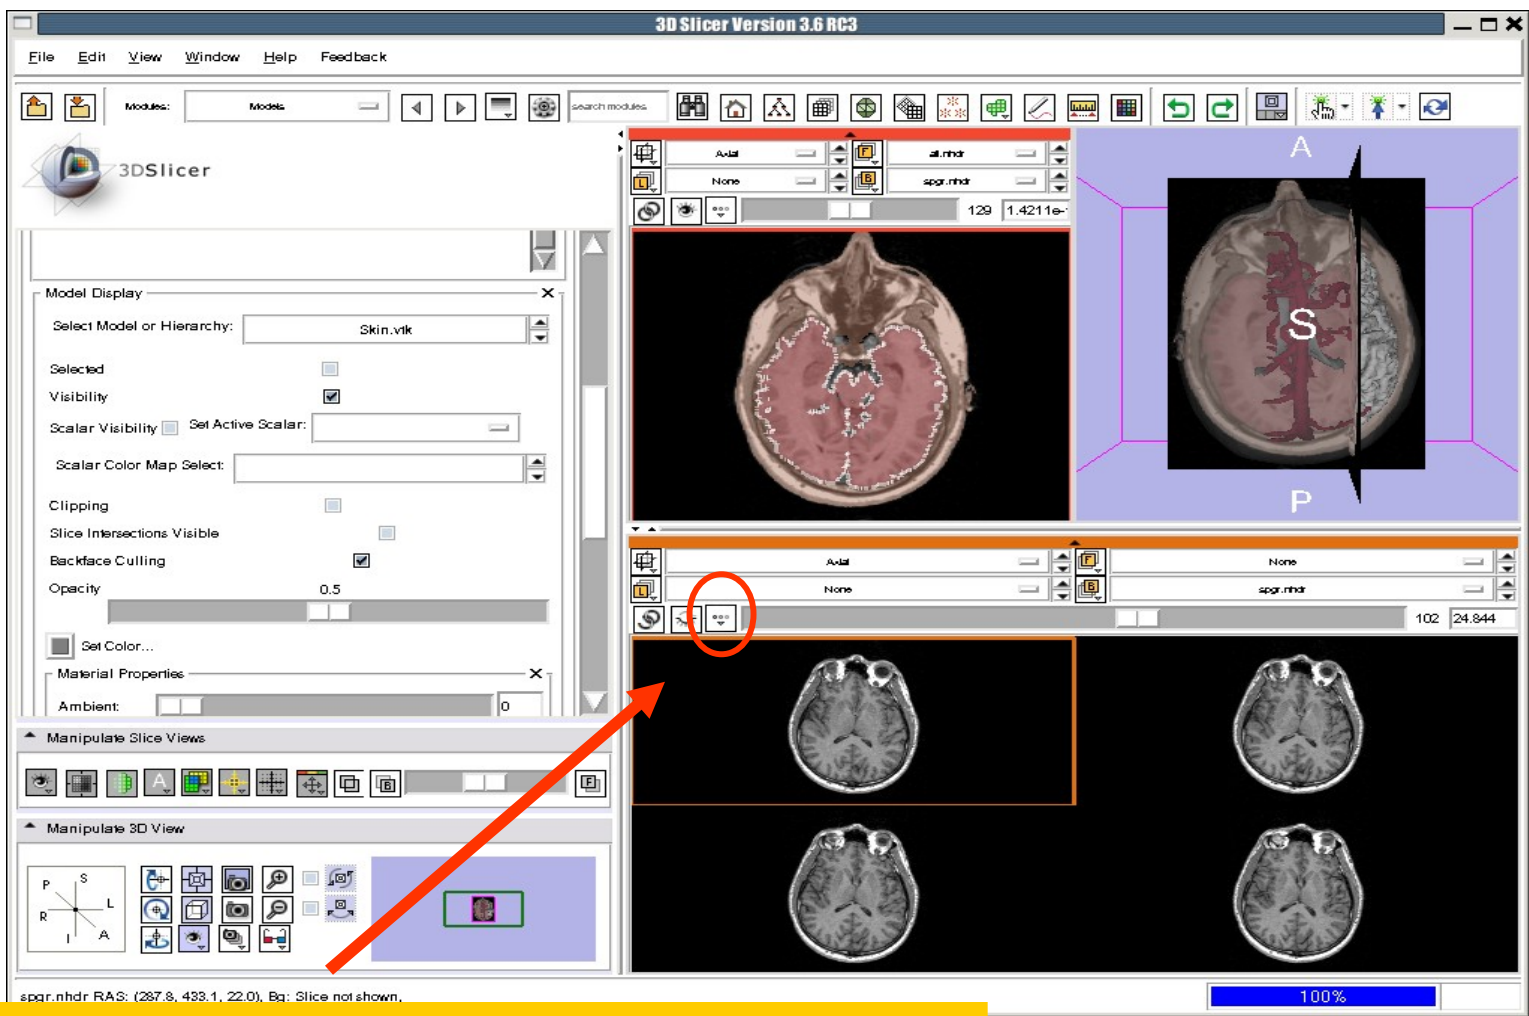 3D Slicer Version 3.6 RC3
File Edit View Window Help Feedback
Modules: Models search modules
3DSlicer
Axial F all.nhdr
L None B spgr.nhdr
129 1.4211e-
A
S
P
Model Display
Select Model or Hierarchy: Skin.vtk
Selected
Visibility
Scalar Visibility Set Active Scalar:
Scalar Color Map Select:
Clipping
Slice Intersections Visible
Backface Culling
Opacity 0.5
Set Color...
Material Properties
Ambient: 0
Axial F None
L None B spgr.nhdr
102 24.844
Manipulate Slice Views
A B F
Manipulate 3D View
P S
R L
I A
spgr.nhdr RAS: (287.8, 433.1, 22.0), Bg: Slice not shown,
100%